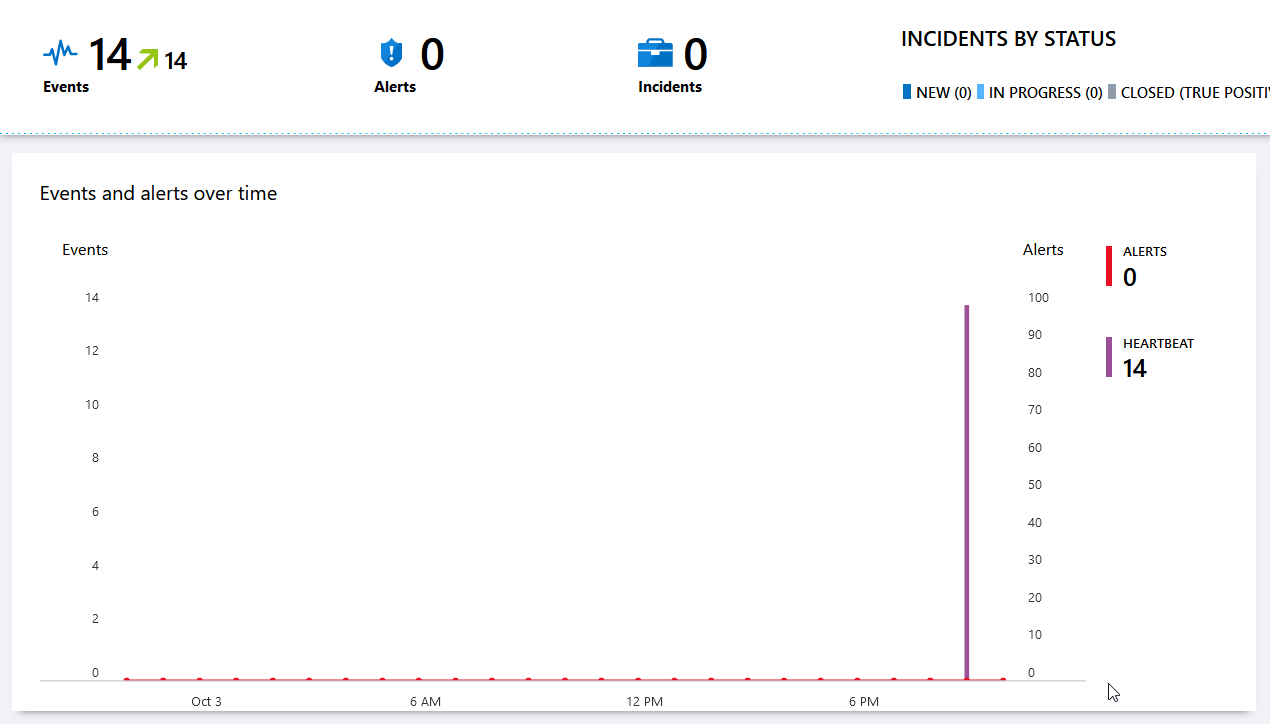 14 14
Events
0
Alerts
0
Incidents
INCIDENTS BY STATUS
NEW (0) IN PROGRESS (0) CLOSED (TRUE POSITIV
Events and alerts over time
Events
14
12
10
8
6
4
2
0
Alerts
100
90
80
70
60
50
40
30
20
10
0
Oct 3 6 AM 12 PM 6 PM
ALERTS
0
HEARTBEAT
14